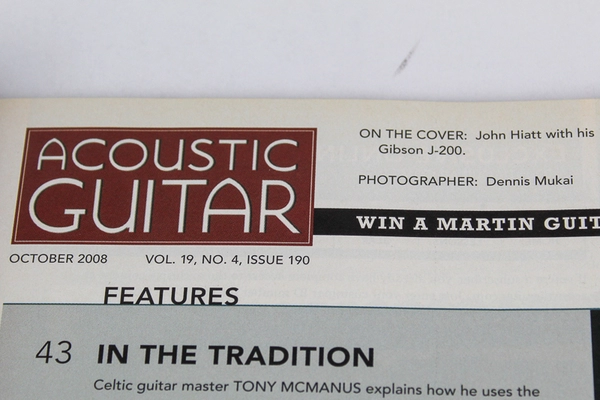 ACOUSTIC
GUITAR
ON THE COVER: John Hiatt with his
Gibson J-200.
PHOTOGRAPHER: Dennis Mukai
WIN A MARTIN GUIT
OCTOBER 2008 VOL. 19, NO. 4, ISSUE 190
FEATURES
43 IN THE TRADITION
Celtic guitar master TONY MCMANUS explains how he uses the